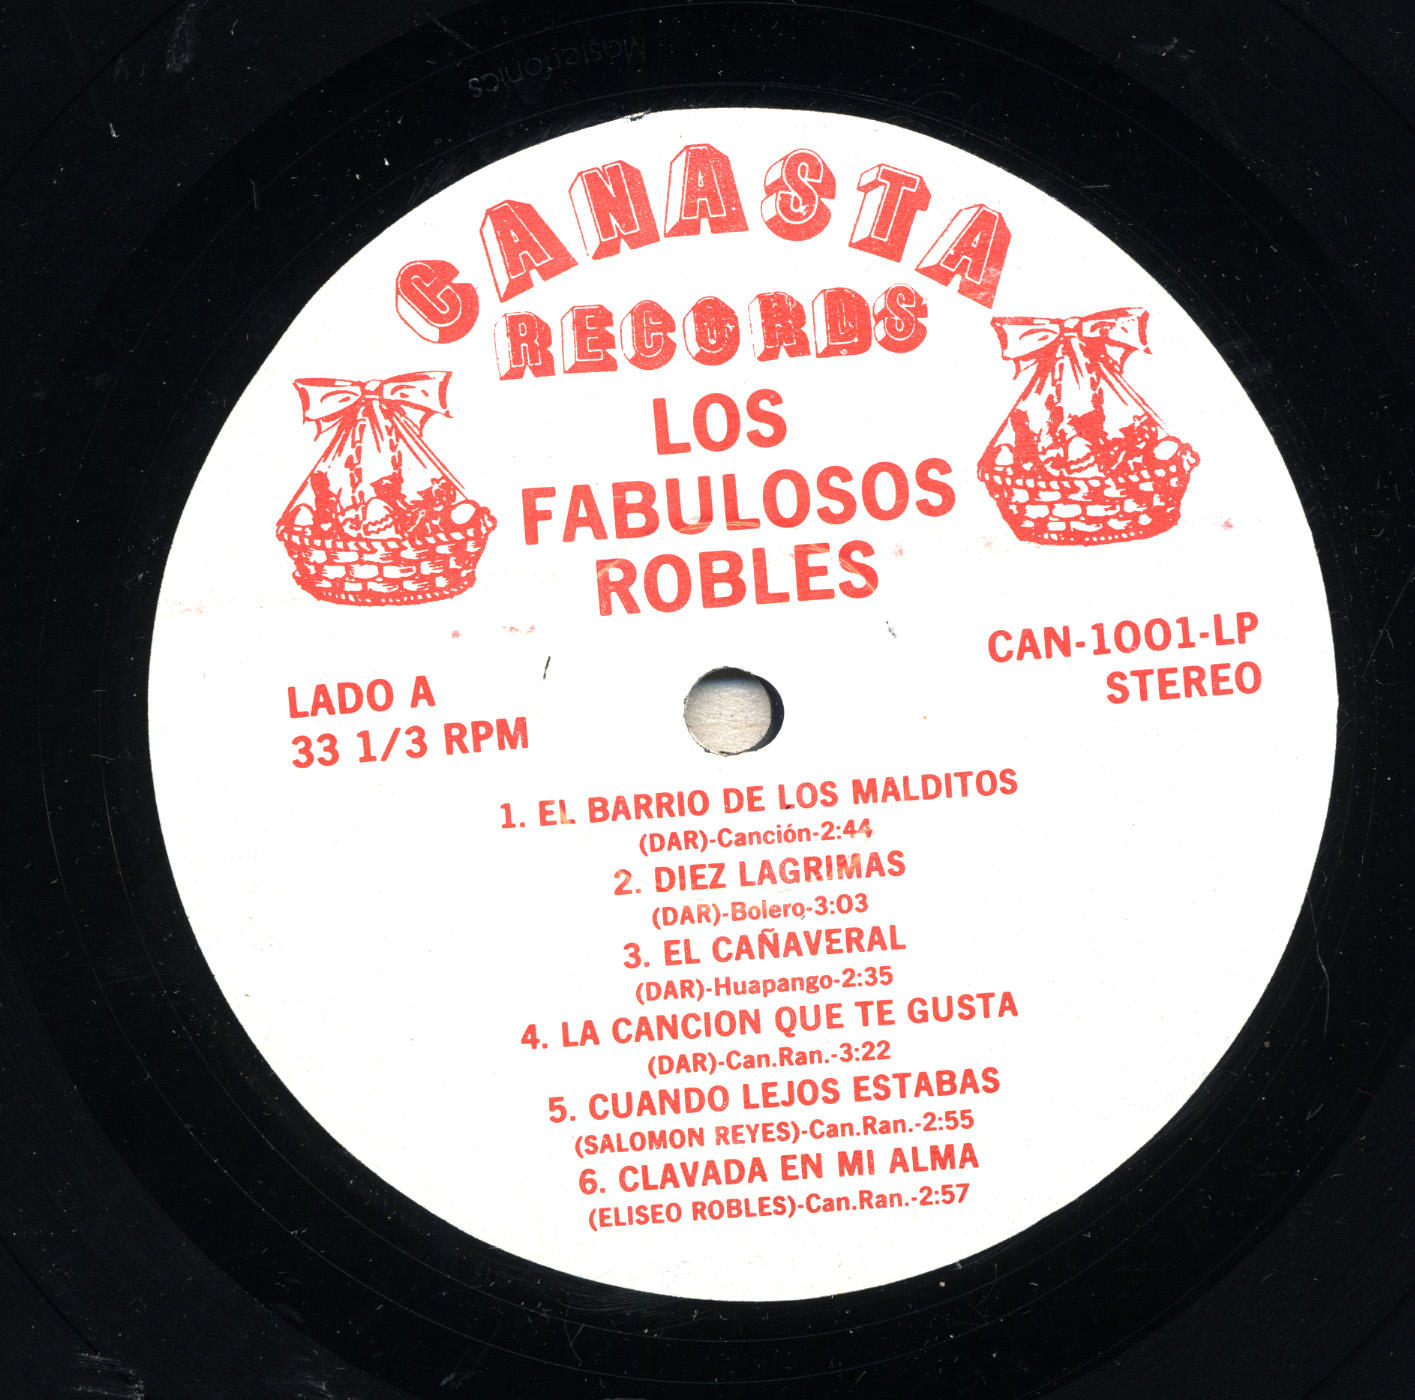 Masterfonics
CANASTA
RECORDS
LOS
FABULOSOS
ROBLES
LADO A
33 1/3 RPM
CAN-1001-LP
STEREO
1. EL BARRIO DE LOS MALDITOS
(DAR)-Canción-2:44
2. DIEZ LAGRIMAS
(DAR)-Bolero-3:03
3. EL CAÑAVERAL
(DAR)-Huapango-2:35
4. LA CANCION QUE TE GUSTA
(DAR)-Can.Ran.-3:22
5. CUANDO LEJOS ESTABAS
(SALOMON REYES)-Can.Ran.-2:55
6. CLAVADA EN MI ALMA
(ELISEO ROBLES)-Can.Ran.-2:57